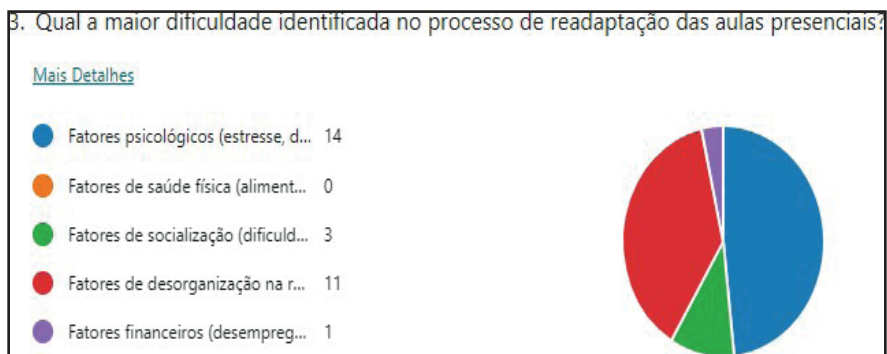 3. Qual a maior dificuldade identificada no processo de readaptação das aulas presenciais?
Mais Detalhes
Fatores psicológicos (estresse, d... 14
Fatores de saúde física (aliment... 0
Fatores de socialização (dificuld... 3
Fatores de desorganização na r... 11
Fatores financeiros (desempreg... 1